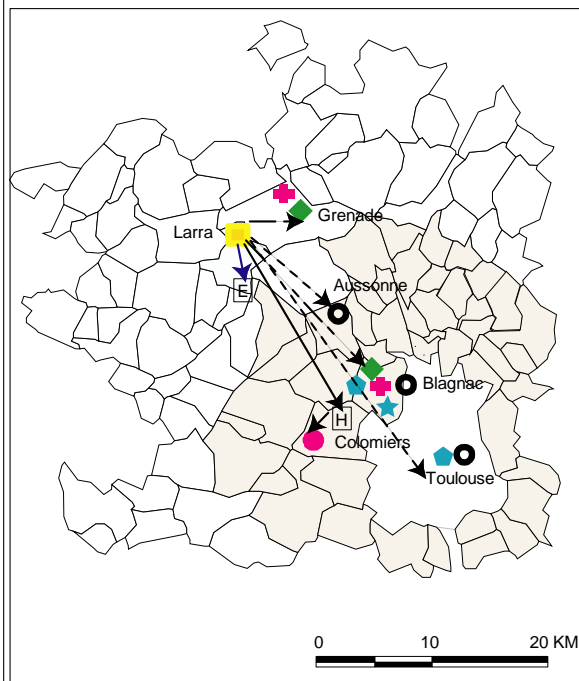 Grenade
Larra
Aussonne
E
Blagnac
H
Colomiers
Toulouse
0 10 20 KM